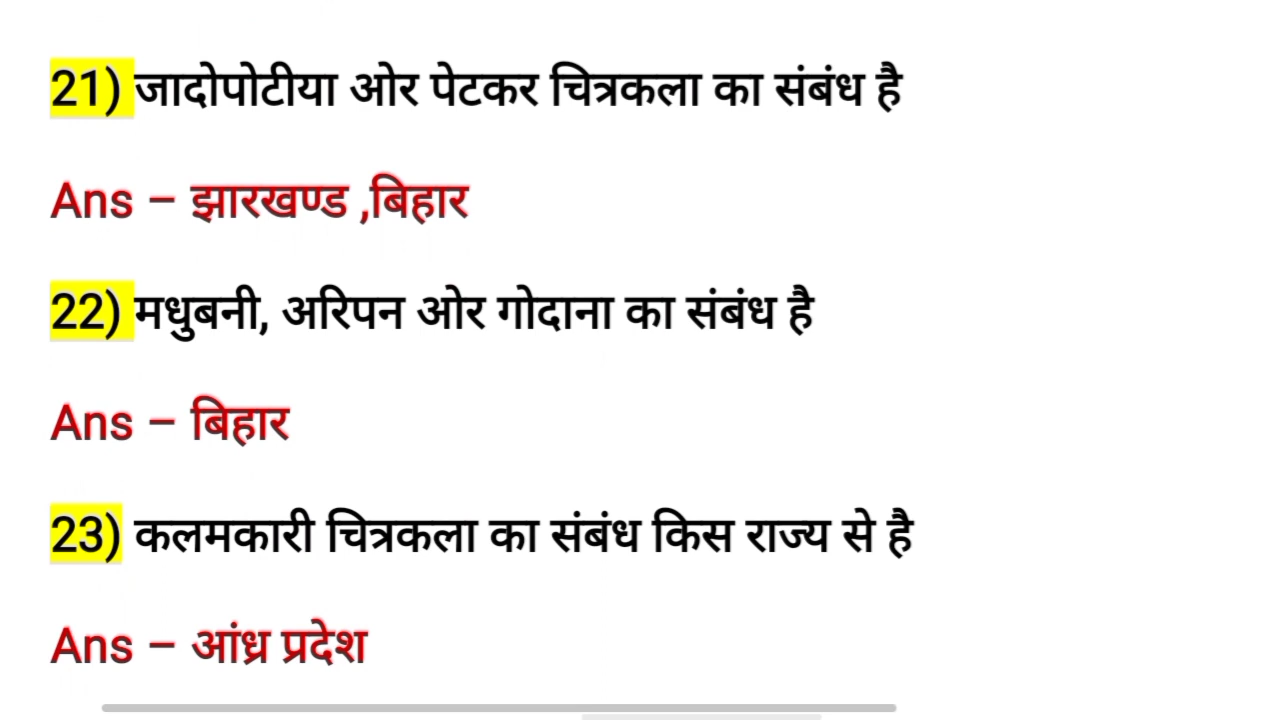 21) जादोपोटीया ओर पेटकर चित्रकला का संबंध है
Ans – झारखण्ड ,बिहार
22) मधुबनी, अरिपन ओर गोदाना का संबंध है
Ans – बिहार
23) कलमकारी चित्रकला का संबंध किस राज्य से है
Ans – आंध्र प्रदेश